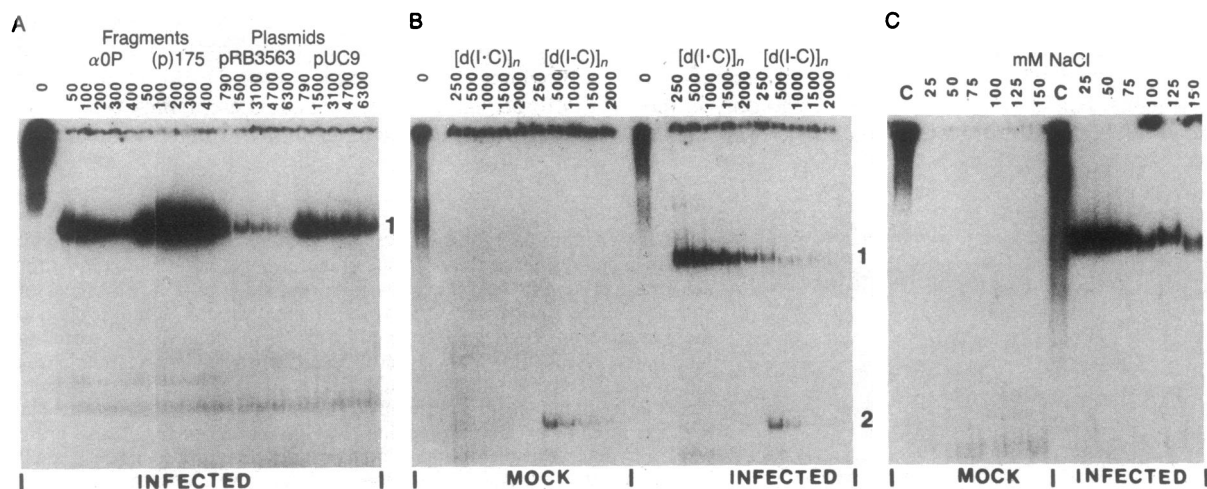 A
Fragments Plasmids
α0P (p)175 pRB3563 pUC9
0 50 100 200 300 400 50 100 200 300 400 790 1500 3100 4700 6300 790 1500 3100 4700 6300
1
INFECTED
B
[d(I·C)]n [d(I-C)]n [d(I·C)]n [d(I-C)]n
0 250 500 1000 1500 2000 250 500 1000 1500 2000 0 250 500 1000 1500 2000 250 500 1000 1500 2000
1
2
MOCK INFECTED
C
mM NaCl
C 25 50 75 100 125 150 C 25 50 75 100 125 150
MOCK INFECTED